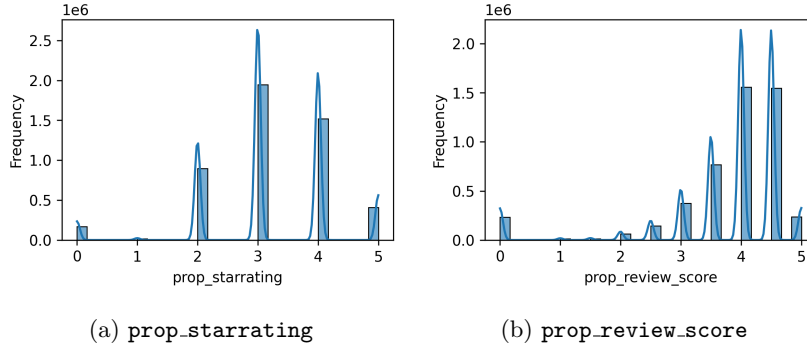 1e6
2.5
2.0
1.5
1.0
0.5
0.0
Frequency
0 1 2 3 4 5
prop_starrating
(a) prop_starrating
1e6
2.0
1.5
1.0
0.5
0.0
Frequency
0 1 2 3 4 5
prop_review_score
(b) prop_review_score